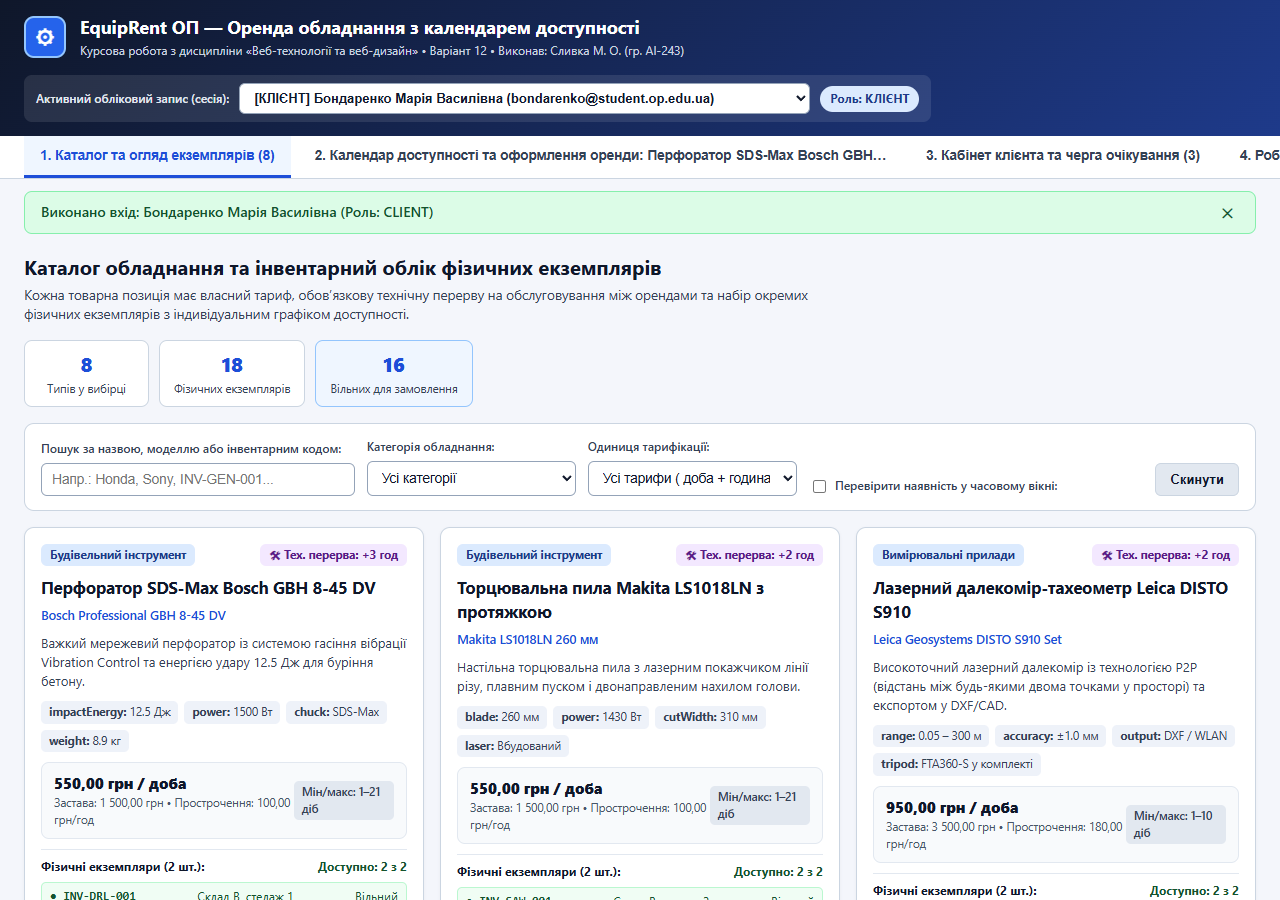 EquipRent ОП — Оренда обладнання з календарем доступності
Курсова робота з дисципліни «Веб-технології та веб-дизайн» • Варіант 12 • Виконав: Сливка М. О. (гр. АІ-243)
Активний обліковий запис (сесія):
[КЛІЄНТ] Бондаренко Марія Василівна (bondarenko@student.op.edu.ua)
Роль: КЛІЄНТ
1. Каталог та огляд екземплярів (8)
2. Календар доступності та оформлення оренди: Перфоратор SDS-Max Bosch GBH...
3. Кабінет клієнта та черга очікування (3)
4. Роб
Виконано вхід: Бондаренко Марія Василівна (Роль: CLIENT)
×
Каталог обладнання та інвентарний облік фізичних екземплярів
Кожна товарна позиція має власний тариф, обов'язкову технічну перерву на обслуговування між орендами та набір окремих
фізичних екземплярів з індивідуальним графіком доступності.
8
Типів у вибірці
18
Фізичних екземплярів
16
Вільних для замовлення
Пошук за назвою, моделлю або інвентарним кодом:
Напр.: Honda, Sony, INV-GEN-001...
Категорія обладнання:
Усі категорії
Одиниця тарифікації:
Усі тарифи ( доба + година
Перевірити наявність у часовому вікні:
Скинути
Будівельний інструмент
🛠 Тех. перерва: +3 год
Перфоратор SDS-Max Bosch GBH 8-45 DV
Bosch Professional GBH 8-45 DV
Важкий мережевий перфоратор із системою гасіння вібрації
Vibration Control та енергією удару 12.5 Дж для буріння
бетону.
impactEnergy: 12.5 Дж
power: 1500 Вт
chuck: SDS-Max
weight: 8.9 кг
550,00 грн / доба
Застава: 1 500,00 грн • Прострочення: 100,00
грн/год
Мін/макс: 1–21
діб
Фізичні екземпляри (2 шт.):
Доступно: 2 з 2
● INV-DRL-001
Склад B, стелаж 1
Вільний
Будівельний інструмент
🛠 Тех. перерва: +2 год
Торцювальна пила Makita LS1018LN з
протяжкою
Makita LS1018LN 260 мм
Настільна торцювальна пила з лазерним покажчиком лінії
різу, плавним пуском і двонаправленим нахилом голови.
blade: 260 мм
power: 1430 Вт
cutWidth: 310 мм
laser: Вбудований
550,00 грн / доба
Застава: 1 500,00 грн • Прострочення: 100,00
грн/год
Мін/макс: 1–21
діб
Фізичні екземпляри (2 шт.):
Доступно: 2 з 2
Вимірювальні прилади
🛠 Тех. перерва: +2 год
Лазерний далекомір-тахеометр Leica DISTO
S910
Leica Geosystems DISTO S910 Set
Високоточний лазерний далекомір із технологією P2P
(відстань між будь-якими двома точками у просторі) та
експортом у DXF/CAD.
range: 0.05 – 300 м
accuracy: ±1.0 мм
output: DXF / WLAN
tripod: FTA360-S у комплекті
950,00 грн / доба
Застава: 3 500,00 грн • Прострочення: 180,00
грн/год
Мін/макс: 1–10
діб
Фізичні екземпляри (2 шт.):
Доступно: 2 з 2